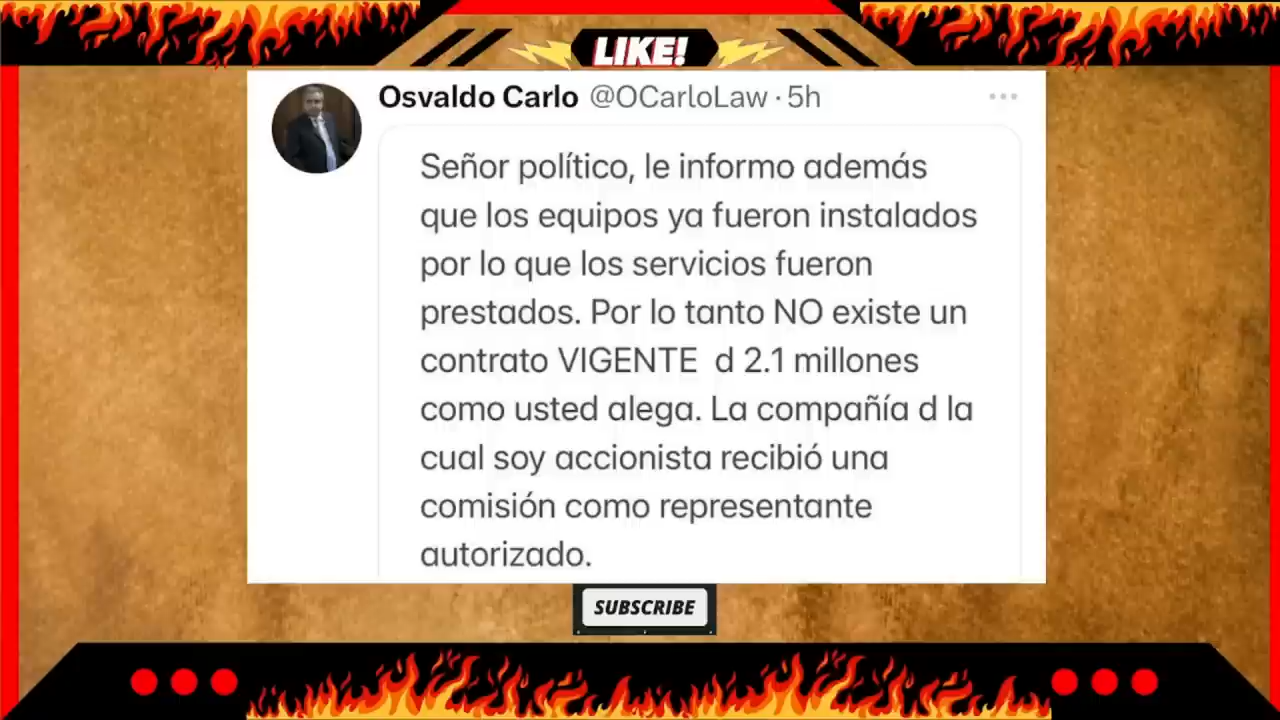 LIKE!
Osvaldo Carlo @OCarloLaw · 5h
Señor político, le informo además
que los equipos ya fueron instalados
por lo que los servicios fueron
prestados. Por lo tanto NO existe un
contrato VIGENTE d 2.1 millones
como usted alega. La compañía d la
cual soy accionista recibió una
comisión como representante
autorizado.
SUBSCRIBE